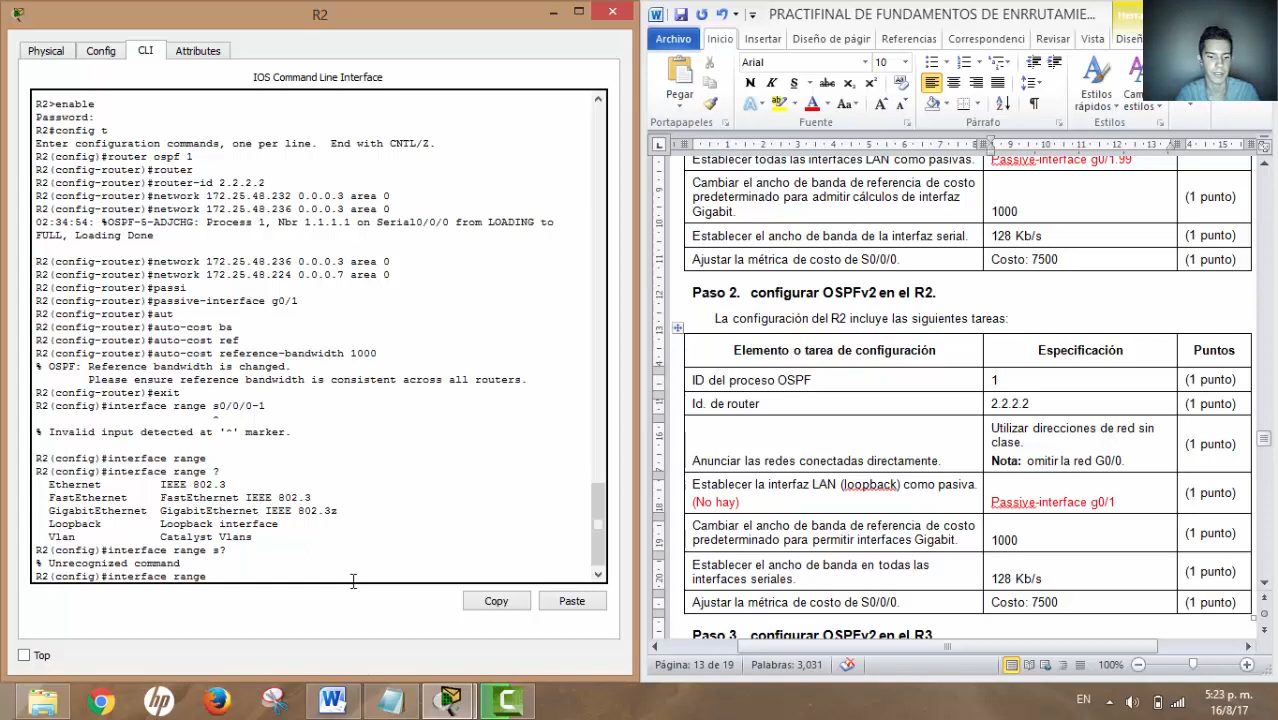 R2
Physical
Config
CLI
Attributes
IOS Command Line Interface
R2>enable
Password:
R2#config t
Enter configuration commands, one per line.  End with CNTL/Z.
R2(config)#router ospf 1
R2(config-router)#router
R2(config-router)#router-id 2.2.2.2
R2(config-router)#network 172.25.48.232 0.0.0.3 area 0
R2(config-router)#network 172.25.48.236 0.0.0.3 area 0
02:34:54: %OSPF-5-ADJCHG: Process 1, Nbr 1.1.1.1 on Serial0/0/0 from LOADING to
FULL, Loading Done
R2(config-router)#network 172.25.48.236 0.0.0.3 area 0
R2(config-router)#network 172.25.48.224 0.0.0.7 area 0
R2(config-router)#passi
R2(config-router)#passive-interface g0/1
R2(config-router)#aut
R2(config-router)#auto-cost ba
R2(config-router)#auto-cost ref
R2(config-router)#auto-cost reference-bandwidth 1000
% OSPF: Reference bandwidth is changed.
Please ensure reference bandwidth is consistent across all routers.
R2(config-router)#exit
R2(config)#interface range s0/0/0-1
^
% Invalid input detected at '^' marker.
R2(config)#interface range
R2(config)#interface range ?
Ethernet IEEE 802.3
FastEthernet FastEthernet IEEE 802.3
GigabitEthernet GigabitEthernet IEEE 802.3z
Loopback Loopback interface
Vlan Catalyst Vlans
R2(config)#interface range s?
% Unrecognized command
R2(config)#interface range
Copy
Paste
Top
PRACTIFINAL DE FUNDAMENTOS DE ENRRUTAMIE...
Archivo
Inicio
Insertar
Diseño de págir
Referencias
Correspondenci
Revisar
Vista
Pegar
Arial
10
Estilos rápidos
Portapapeles
Fuente
Párrafo
Estilos
Establecer todas las interfaces LAN como pasivas. Passive-interface g0/1.99 (1 punto)
Cambiar el ancho de banda de referencia de costo
predeterminado para admitir cálculos de interfaz
Gigabit. 1000 (1 punto)
Establecer el ancho de banda de la interfaz serial. 128 Kb/s (1 punto)
Ajustar la métrica de costo de S0/0/0. Costo: 7500 (1 punto)
Paso 2. configurar OSPFv2 en el R2.
La configuración del R2 incluye las siguientes tareas:
Elemento o tarea de configuración Especificación Puntos
ID del proceso OSPF 1 (1 punto)
Id. de router 2.2.2.2 (1 punto)
Anunciar las redes conectadas directamente. Utilizar direcciones de red sin
clase.
Nota: omitir la red G0/0. (1 punto)
Establecer la interfaz LAN (loopback) como pasiva.
(No hay) Passive-interface g0/1 (1 punto)
Cambiar el ancho de banda de referencia de costo
predeterminado para permitir interfaces Gigabit. 1000 (1 punto)
Establecer el ancho de banda en todas las
interfaces seriales. 128 Kb/s (1 punto)
Ajustar la métrica de costo de S0/0/0. Costo: 7500 (1 punto)
Paso 3. configurar OSPFv2 en el R3
Página: 13 de 19
Palabras: 3,031
100%
EN
5:23 p. m.
16/8/17